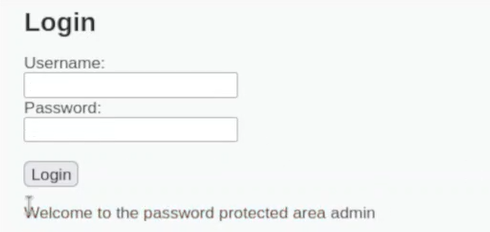 Login
Username:
Password:
Login
Welcome to the password protected area admin